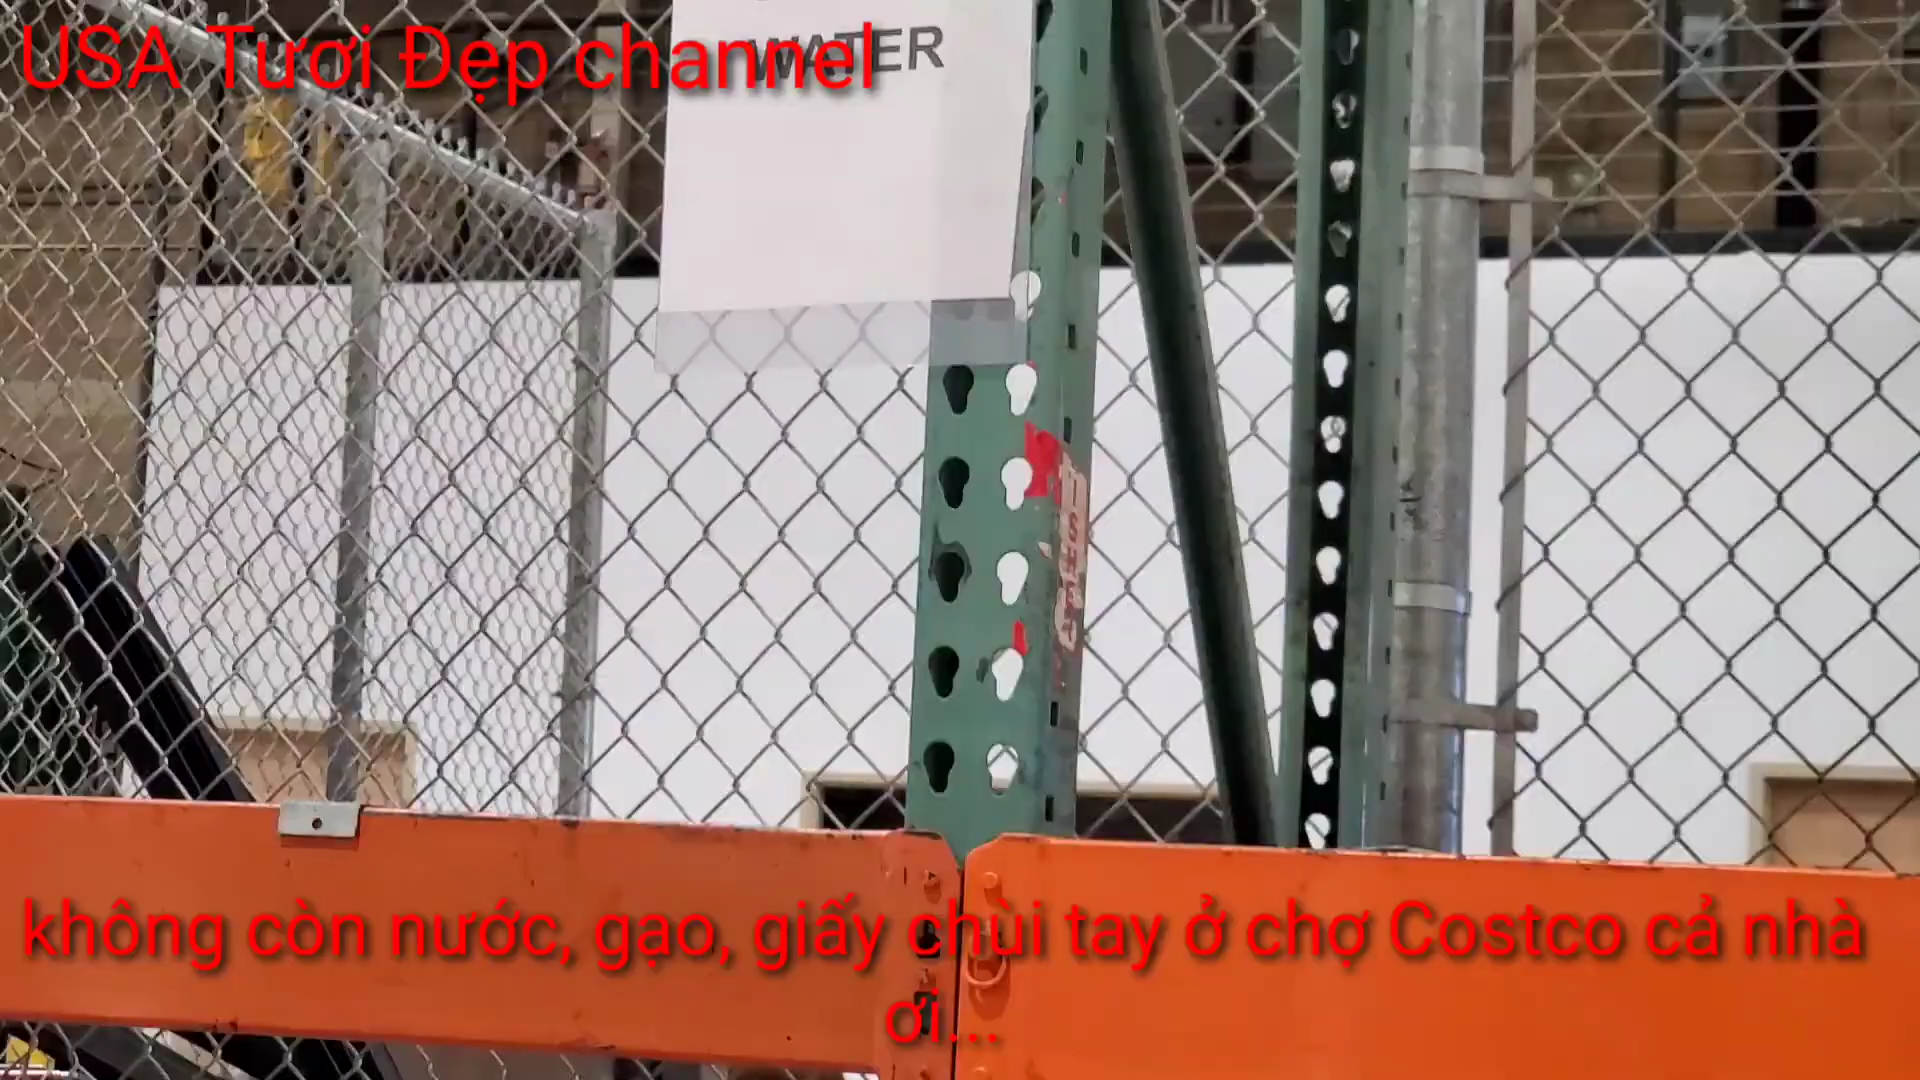 USA Tươi Đẹp channel
WATER
không còn nước, gạo, giấy chùi tay ở chợ Costco cả nhà
ơi...